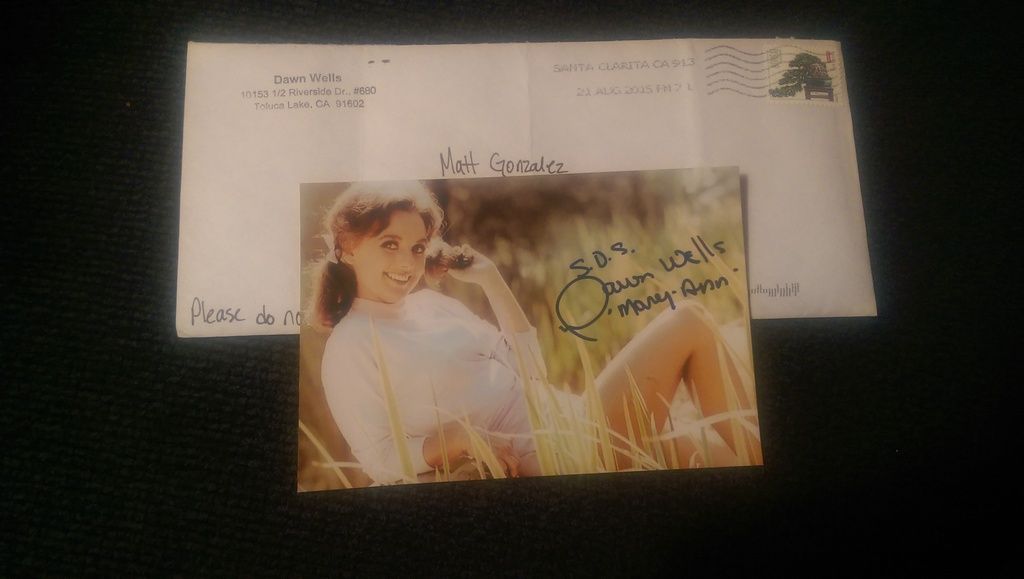 Dawn Wells
10153 1/2 Riverside Dr., #680
Toluca Lake, CA 91602
SANTA CLARITA CA 913
21 AUG 2015 PM 7 L
Matt Gonzalez
Please do no
S.O.S.
Dawn Wells
Mary-Ann